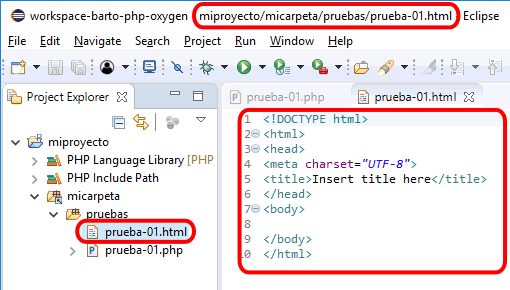 workspace-barto-php-oxygen - miproyecto/micarpeta/pruebas/prueba-01.html - Eclipse
File Edit Navigate Search Project Run Window Help
Project Explorer
prueba-01.php
prueba-01.html
miproyecto
PHP Language Library [PHP
PHP Include Path
micarpeta
pruebas
prueba-01.html
prueba-01.php
1 <!DOCTYPE html>
2 <html>
3 <head>
4 <meta charset="UTF-8">
5 <title>Insert title here</title>
6 </head>
7 <body>
8
9 </body>
10 </html>